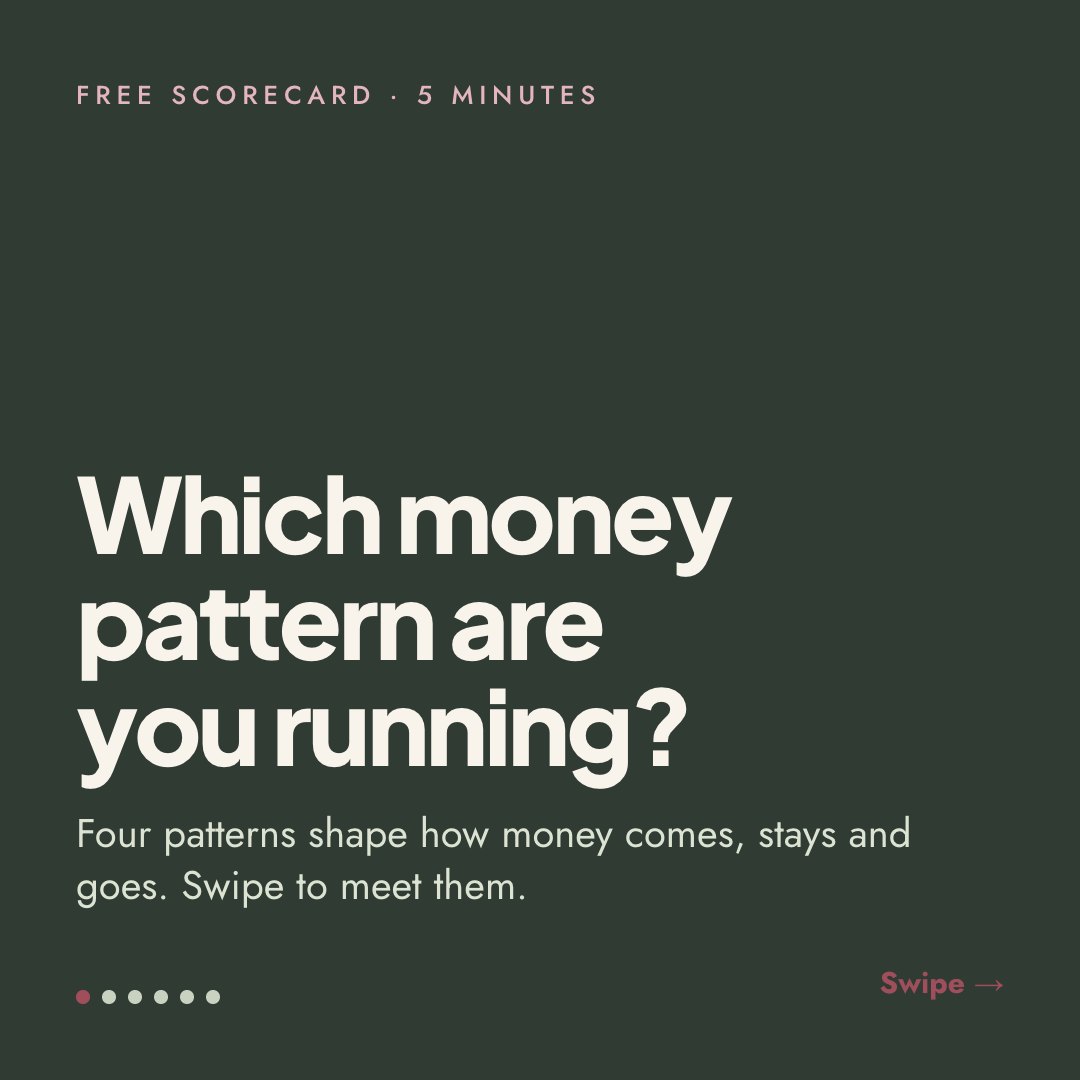 FREE SCORECARD · 5 MINUTES
Which money
pattern are
you running?
Four patterns shape how money comes, stays and
goes. Swipe to meet them.
Swipe →